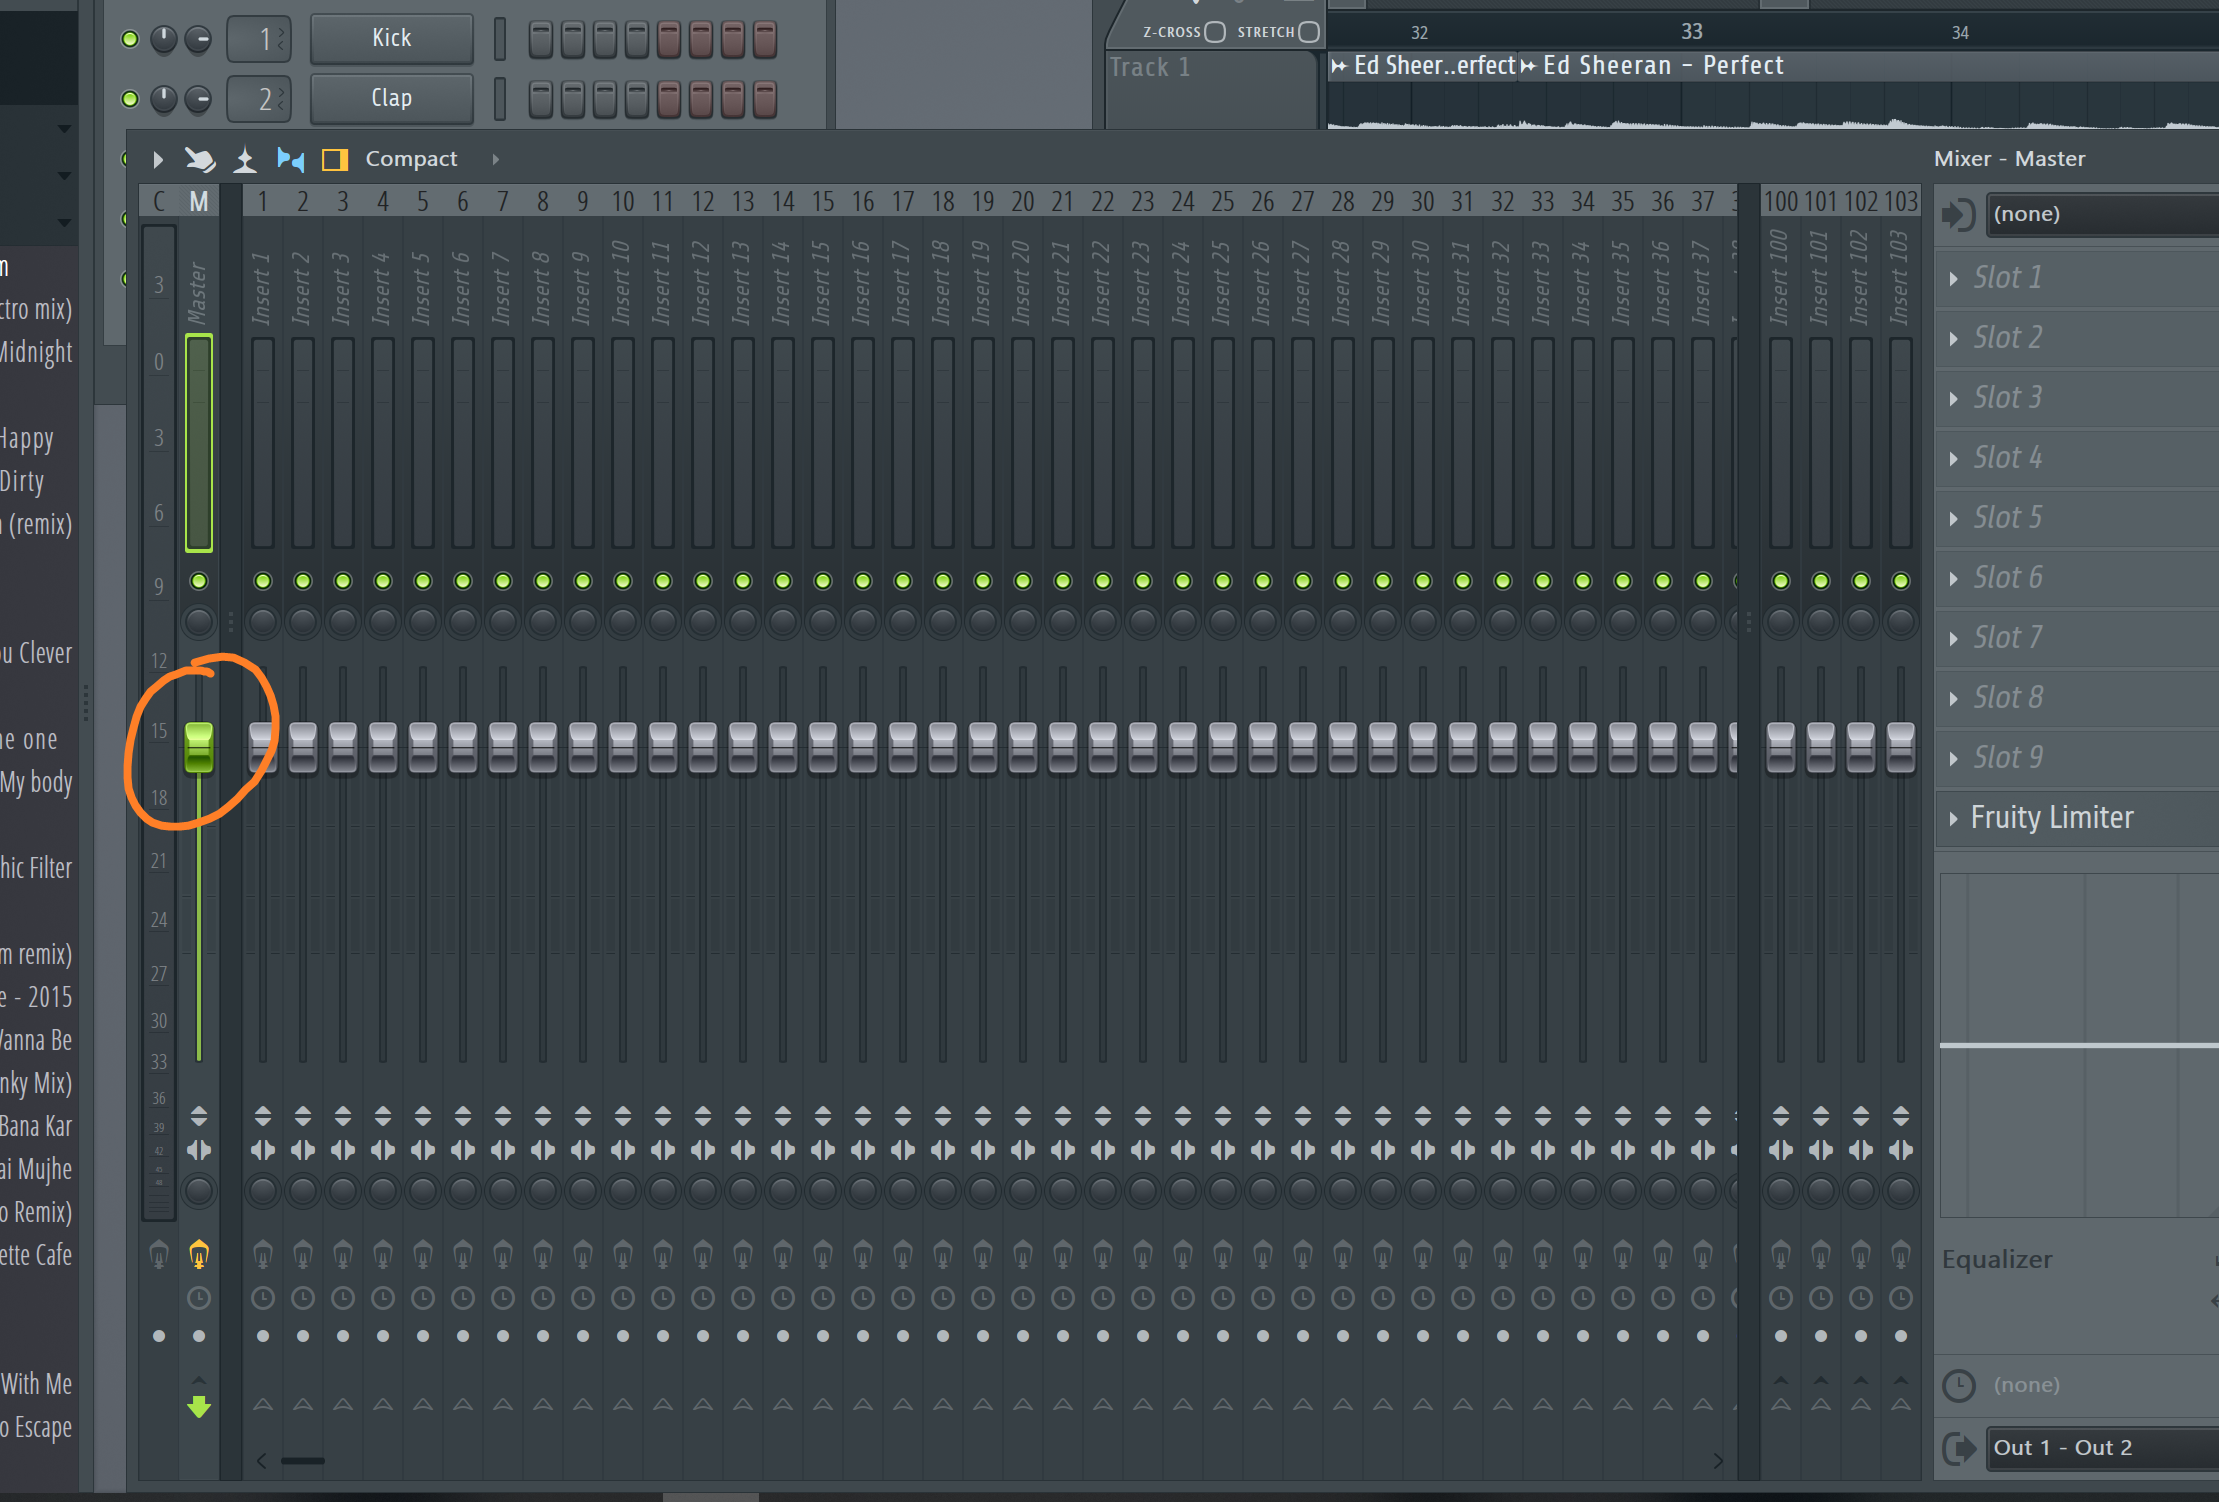 1 Kick
2 Clap
Z-CROSS STRETCH
Track 1
32 33 34
Ed Sheer..erfect Ed Sheeran - Perfect
Compact
Mixer - Master
C M 1 2 3 4 5 6 7 8 9 10 11 12 13 14 15 16 17 18 19 20 21 22 23 24 25 26 27 28 29 30 31 32 33 34 35 36 37 100 101 102 103
Master
Insert 1
Insert 2
Insert 3
Insert 4
Insert 5
Insert 6
Insert 7
Insert 8
Insert 9
Insert 10
Insert 11
Insert 12
Insert 13
Insert 14
Insert 15
Insert 16
Insert 17
Insert 18
Insert 19
Insert 20
Insert 21
Insert 22
Insert 23
Insert 24
Insert 25
Insert 26
Insert 27
Insert 28
Insert 29
Insert 30
Insert 31
Insert 32
Insert 33
Insert 34
Insert 35
Insert 36
Insert 37
Insert 100
Insert 101
Insert 102
Insert 103
3
0
3
6
9
12
15
18
21
24
27
30
33
36
39
42
m
ctro mix)
Midnight
Happy
Dirty
(remix)
ou Clever
ne one
My body
hic Filter
m remix)
e - 2015
Wanna Be
nky Mix)
Bana Kar
ai Mujhe
o Remix)
ette Cafe
With Me
o Escape
(none)
Slot 1
Slot 2
Slot 3
Slot 4
Slot 5
Slot 6
Slot 7
Slot 8
Slot 9
Fruity Limiter
Equalizer
(none)
Out 1 - Out 2